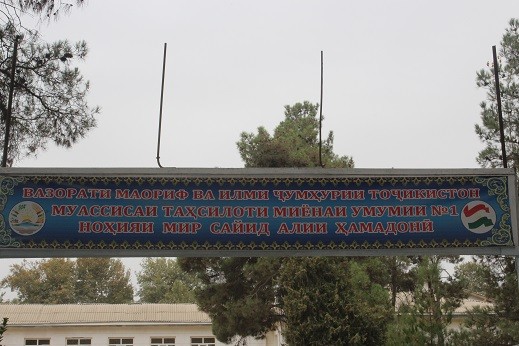 ВАЗОРАТИ МАОРИФ ВА ИЛМИ ҶУМҲУРИИ ТОҶИКИСТОН
МУАССИСАИ ТАҲСИЛОТИ МИЁНАИ УМУМИИ №1
НОҲИЯИ МИР САЙИД АЛИИ ҲАМАДОНӢ